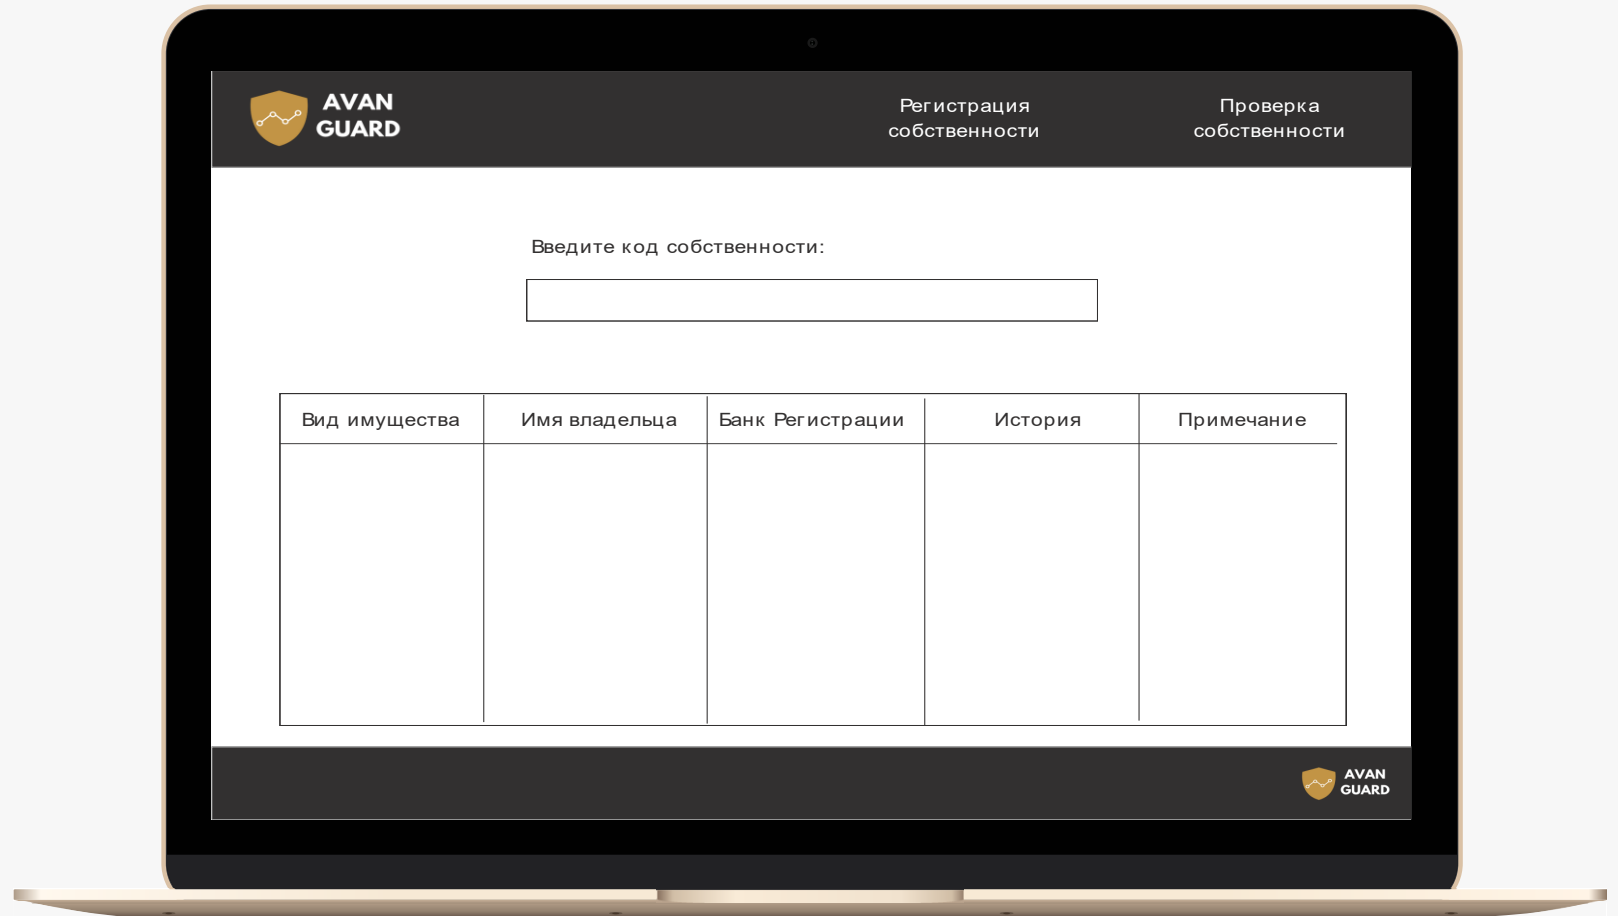 AVAN
GUARD
Регистрация
собственности
Проверка
собственности
Введите код собственности:
Вид имущества
Имя владельца
Банк Регистрации
История
Примечание
AVAN
GUARD